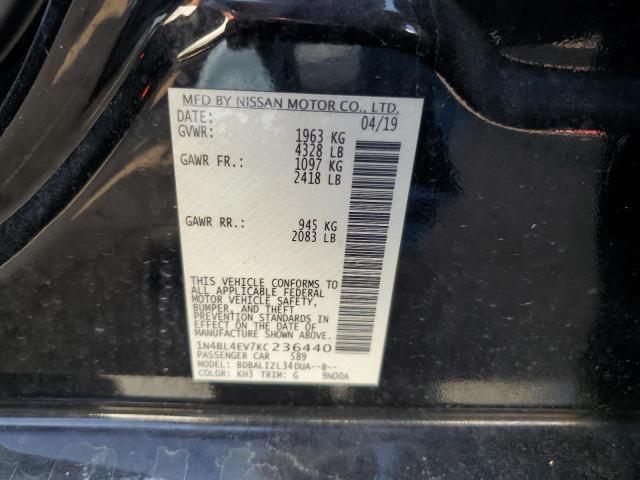 MFD BY NISSAN MOTOR CO., LTD.
DATE: 04/19
GVWR: 1963 KG
4328 LB
GAWR FR.: 1097 KG
2418 LB
GAWR RR.: 945 KG
2083 LB
THIS VEHICLE CONFORMS TO
ALL APPLICABLE FEDERAL
MOTOR VEHICLE SAFETY,
BUMPER, AND THEFT
PREVENTION STANDARDS IN
EFFECT ON THE DATE OF
MANUFACTURE SHOWN ABOVE.
1N4BL4EV7KC236440
PASSENGER CAR 589
MODEL: BDBALIZL34DUA--B--
COLOR: KH3 TRIM: G 9N00A